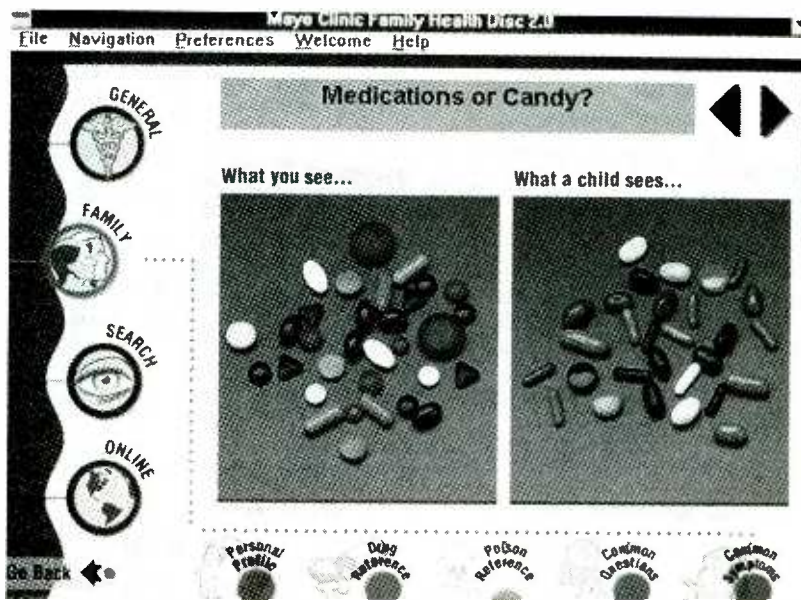 Mayo Clinic Family Health Disc 2.0
File Navigation Preferences Welcome Help
Medications or Candy?
GENERAL
What you see...
What a child sees...
FAMILY
SEARCH
ONLINE
Go Back
Personal Profile
Drug Reference
Poison Reference
Common Questions
Common Symptoms